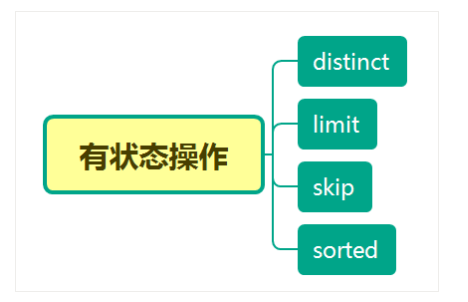 有状态操作
distinct
limit
skip
sorted